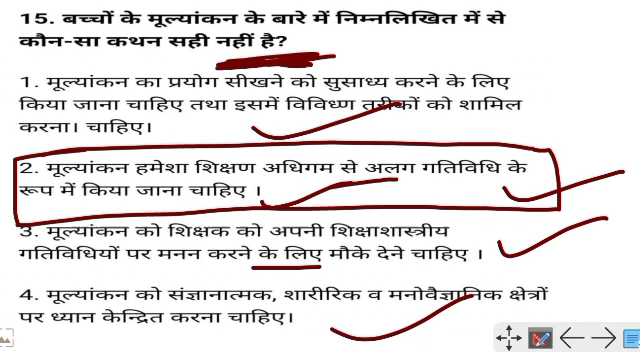 15. बच्चों के मूल्यांकन के बारे में निम्नलिखित में से
कौन-सा कथन सही नहीं है?
1. मूल्यांकन का प्रयोग सीखने को सुसाध्य करने के लिए
किया जाना चाहिए तथा इसमें विविध्ण तरीकों को शामिल
करना। चाहिए।
2. मूल्यांकन हमेशा शिक्षण अधिगम से अलग गतिविधि के
रूप में किया जाना चाहिए ।
3. मूल्यांकन को शिक्षक को अपनी शिक्षाशास्त्रीय
गतिविधियों पर मनन करने के लिए मौके देने चाहिए ।
4. मूल्यांकन को संज्ञानात्मक, शारीरिक व मनोवैज्ञानिक क्षेत्रों
पर ध्यान केन्द्रित करना चाहिए।